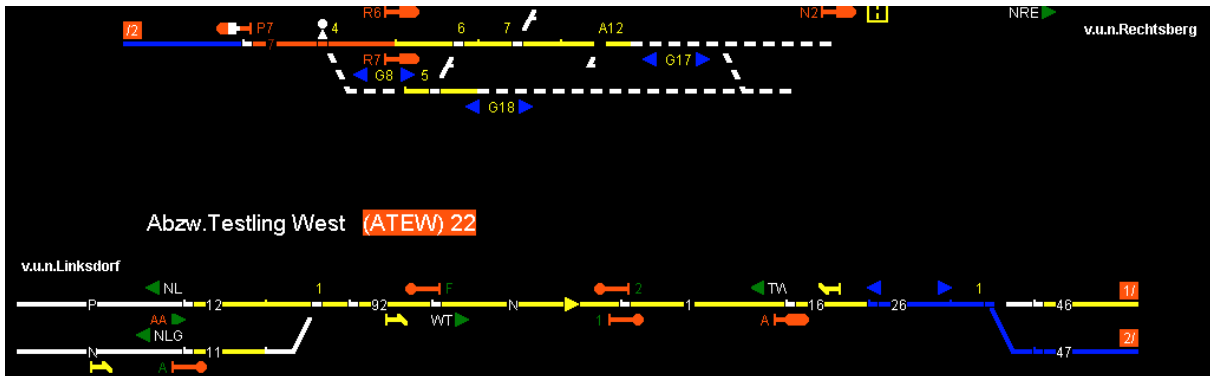 R6 N2 NRE
/2 P7 4 6 7 A12 v.u.n.Rechtsberg
7
R7 G17
G8 5
G18
Abzw.Testling West (ATEW) 22
v.u.n.Linksdorf
NL 1 F 2 TW 1 1/
P 12 92 N 1 16 26 46
AA WT 1 A
NLG 2/
N 11 47
A